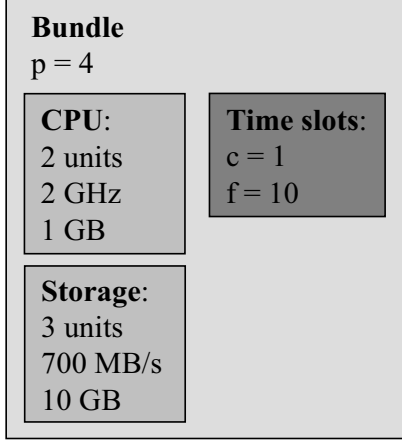 Bundle
p = 4
CPU:
2 units
2 GHz
1 GB
Time slots:
c = 1
f = 10
Storage:
3 units
700 MB/s
10 GB